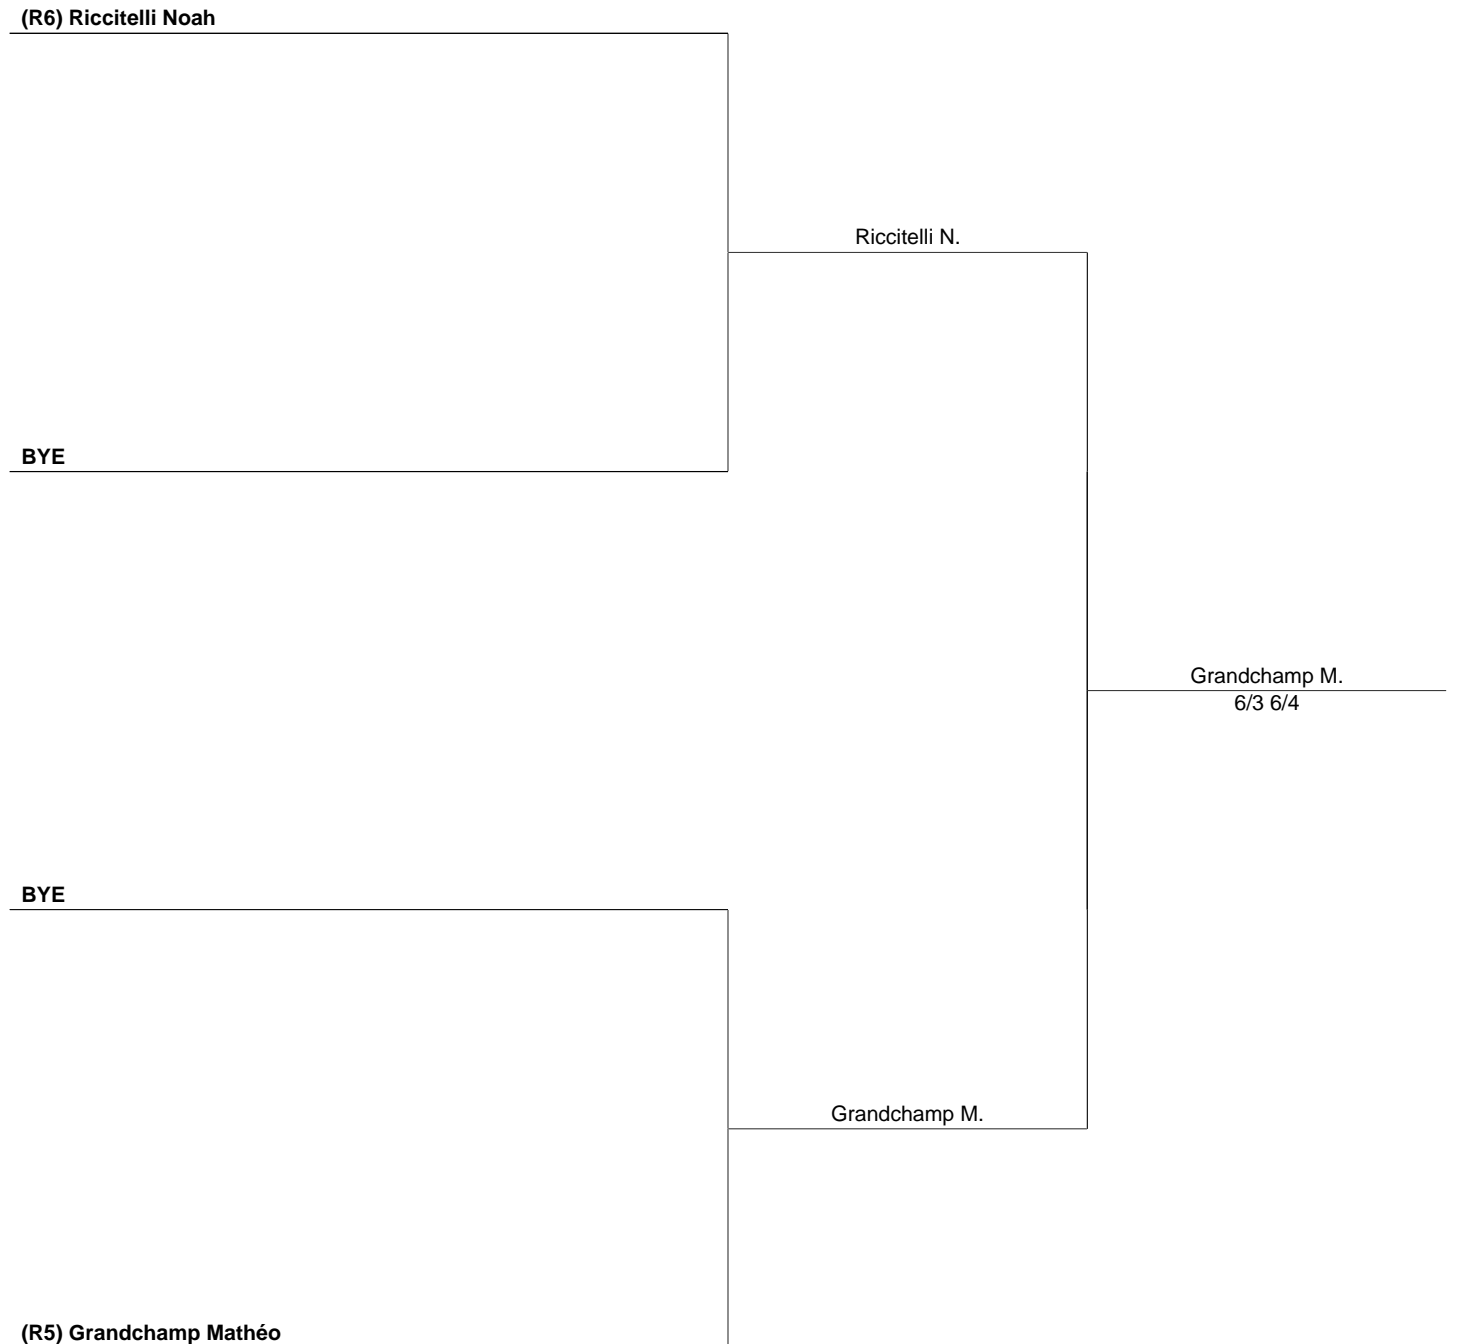 (R6) Riccitelli Noah
Riccitelli N.
BYE
Grandchamp M.
6/3 6/4
BYE
Grandchamp M.
(R5) Grandchamp Mathéo